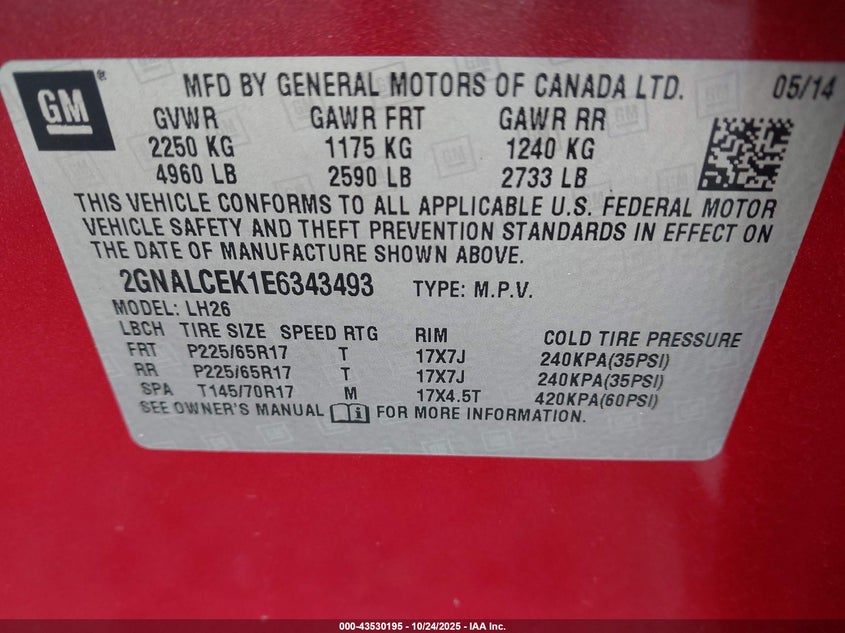 GM ® MFD BY GENERAL MOTORS OF CANADA LTD. 05/14
GVWR GAWR FRT GAWR RR
2250 KG 1175 KG 1240 KG
4960 LB 2590 LB 2733 LB
THIS VEHICLE CONFORMS TO ALL APPLICABLE U.S. FEDERAL MOTOR
VEHICLE SAFETY AND THEFT PREVENTION STANDARDS IN EFFECT ON
THE DATE OF MANUFACTURE SHOWN ABOVE.
2GNALCEK1E6343493 TYPE: M.P.V.
MODEL: LH26
LBCH TIRE SIZE SPEED RTG RIM COLD TIRE PRESSURE
FRT P225/65R17 T 17X7J 240KPA(35PSI)
RR P225/65R17 T 17X7J 240KPA(35PSI)
SPA T145/70R17 M 17X4.5T 420KPA(60PSI)
SEE OWNER'S MANUAL FOR MORE INFORMATION.
000-43530195 - 10/24/2025 - IAA Inc.